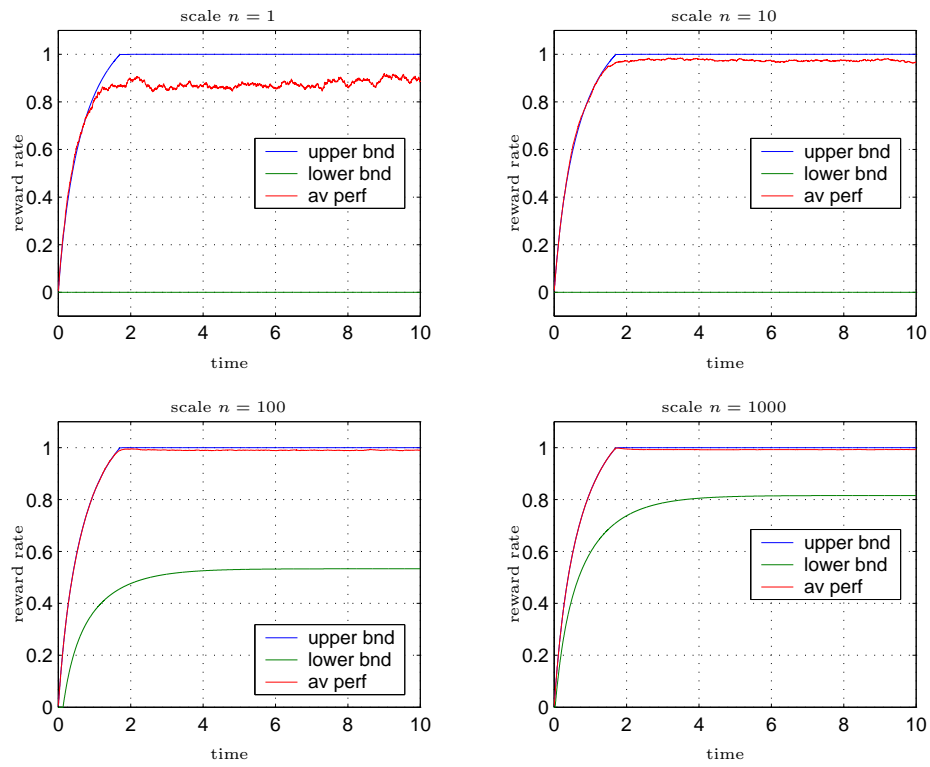 scale n = 1
1
0.8
0.6
0.4
0.2
0
reward rate
upper bnd
lower bnd
av perf
0 2 4 6 8 10
time
scale n = 10
1
0.8
0.6
0.4
0.2
0
reward rate
upper bnd
lower bnd
av perf
0 2 4 6 8 10
time
scale n = 100
1
0.8
0.6
0.4
0.2
0
reward rate
upper bnd
lower bnd
av perf
0 2 4 6 8 10
time
scale n = 1000
1
0.8
0.6
0.4
0.2
0
reward rate
upper bnd
lower bnd
av perf
0 2 4 6 8 10
time